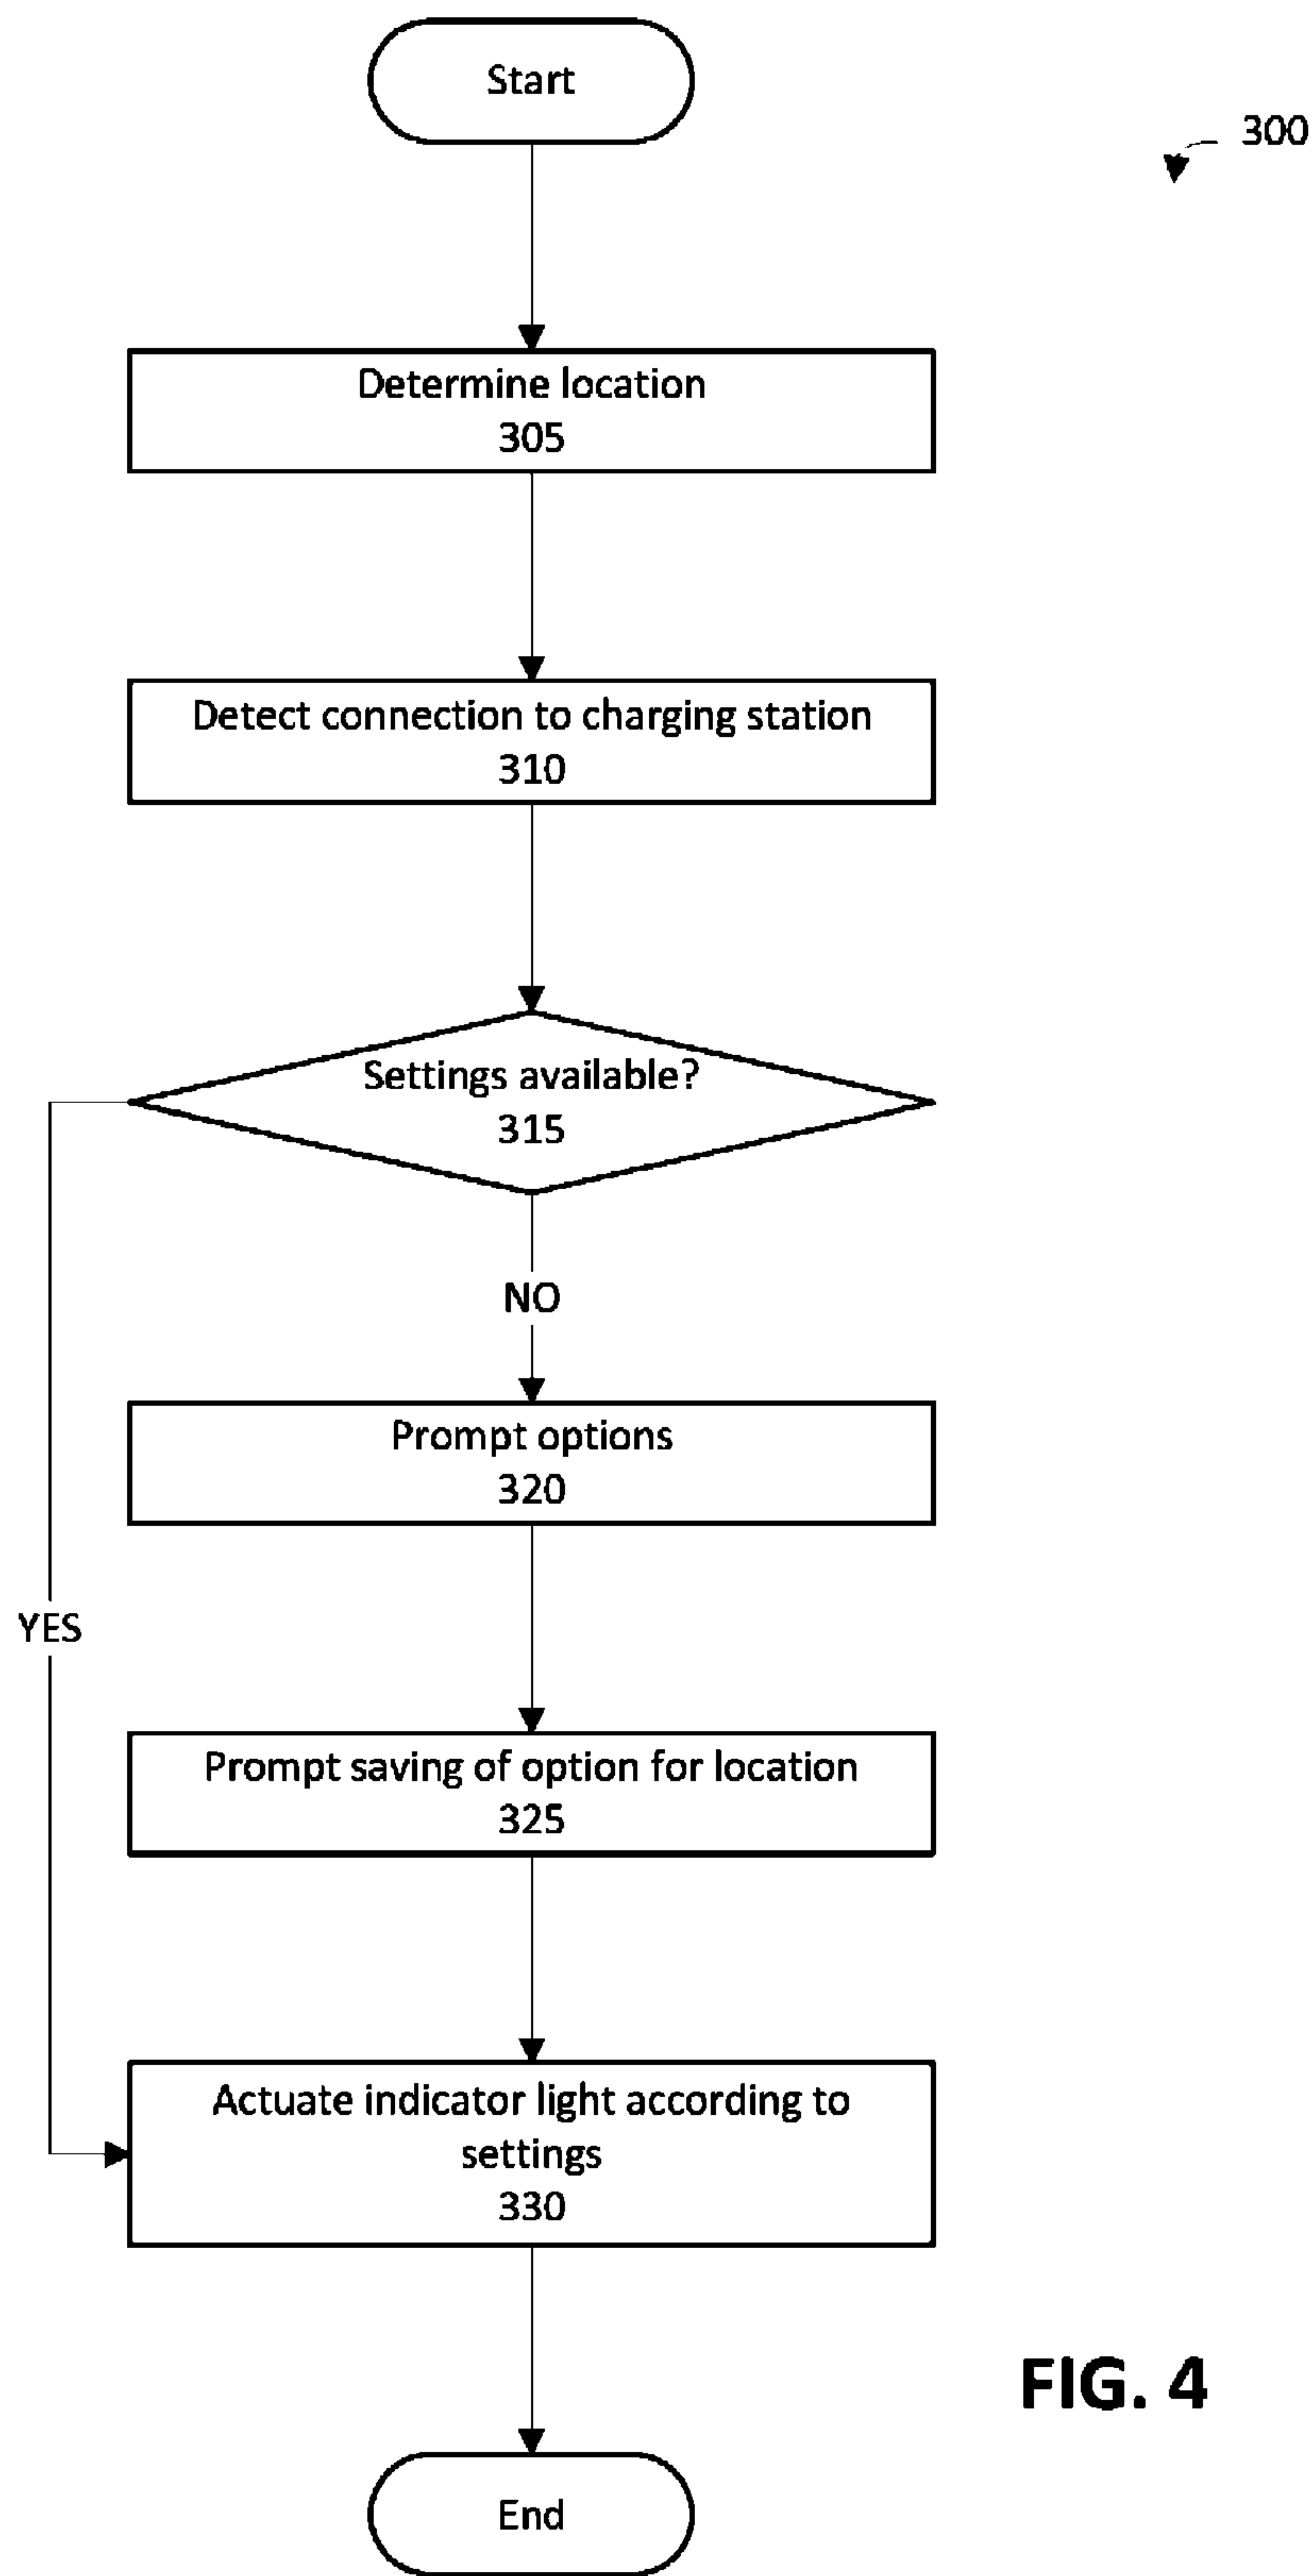 Start
300
Determine location
305
Detect connection to charging station
310
Settings available?
315
NO
Prompt options
320
YES
Prompt saving of option for location
325
Actuate indicator light according to
settings
330
FIG. 4
End